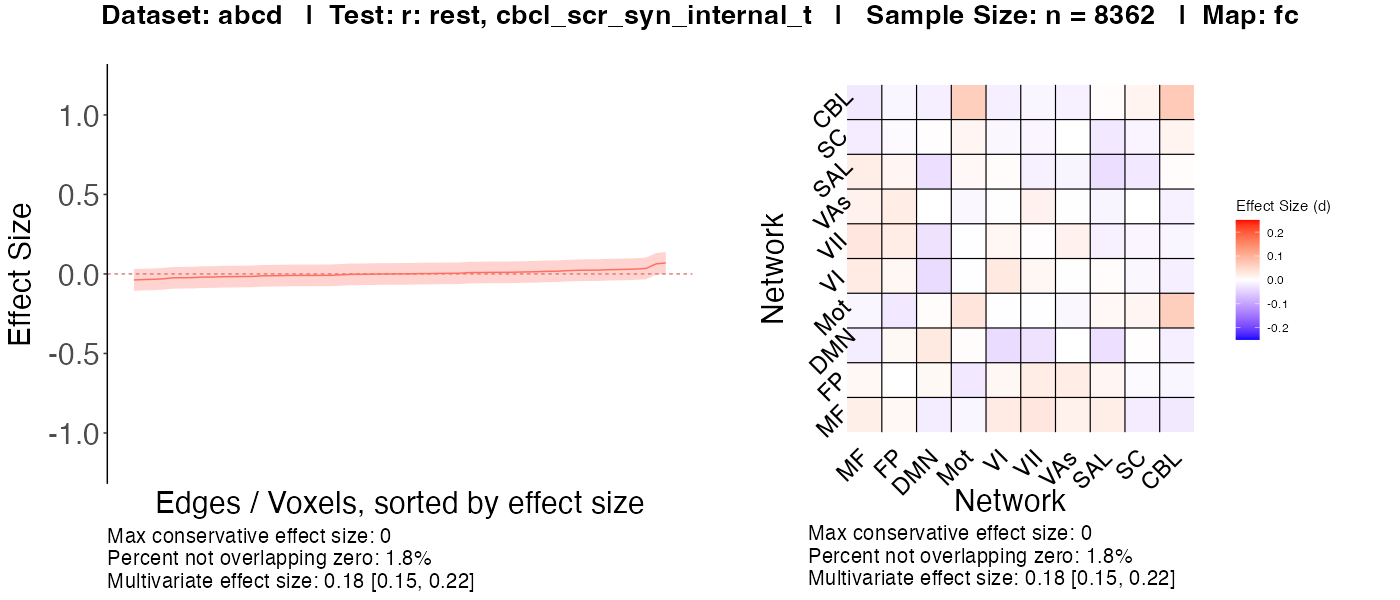 Dataset: abcd | Test: r: rest, cbcl_scr_syn_internal_t | Sample Size: n = 8362 | Map: fc
1.0
0.5
0.0
-0.5
-1.0
Effect Size
Edges / Voxels, sorted by effect size
Max conservative effect size: 0
Percent not overlapping zero: 1.8%
Multivariate effect size: 0.18 [0.15, 0.22]
Network
CBL
SC
SAL
VAs
VII
VI
Mot
DMN
FP
MF
MF FP DMN Mot VI VII VAs SAL SC CBL
Network
Max conservative effect size: 0
Percent not overlapping zero: 1.8%
Multivariate effect size: 0.18 [0.15, 0.22]
Effect Size (d)
0.2
0.1
0.0
-0.1
-0.2